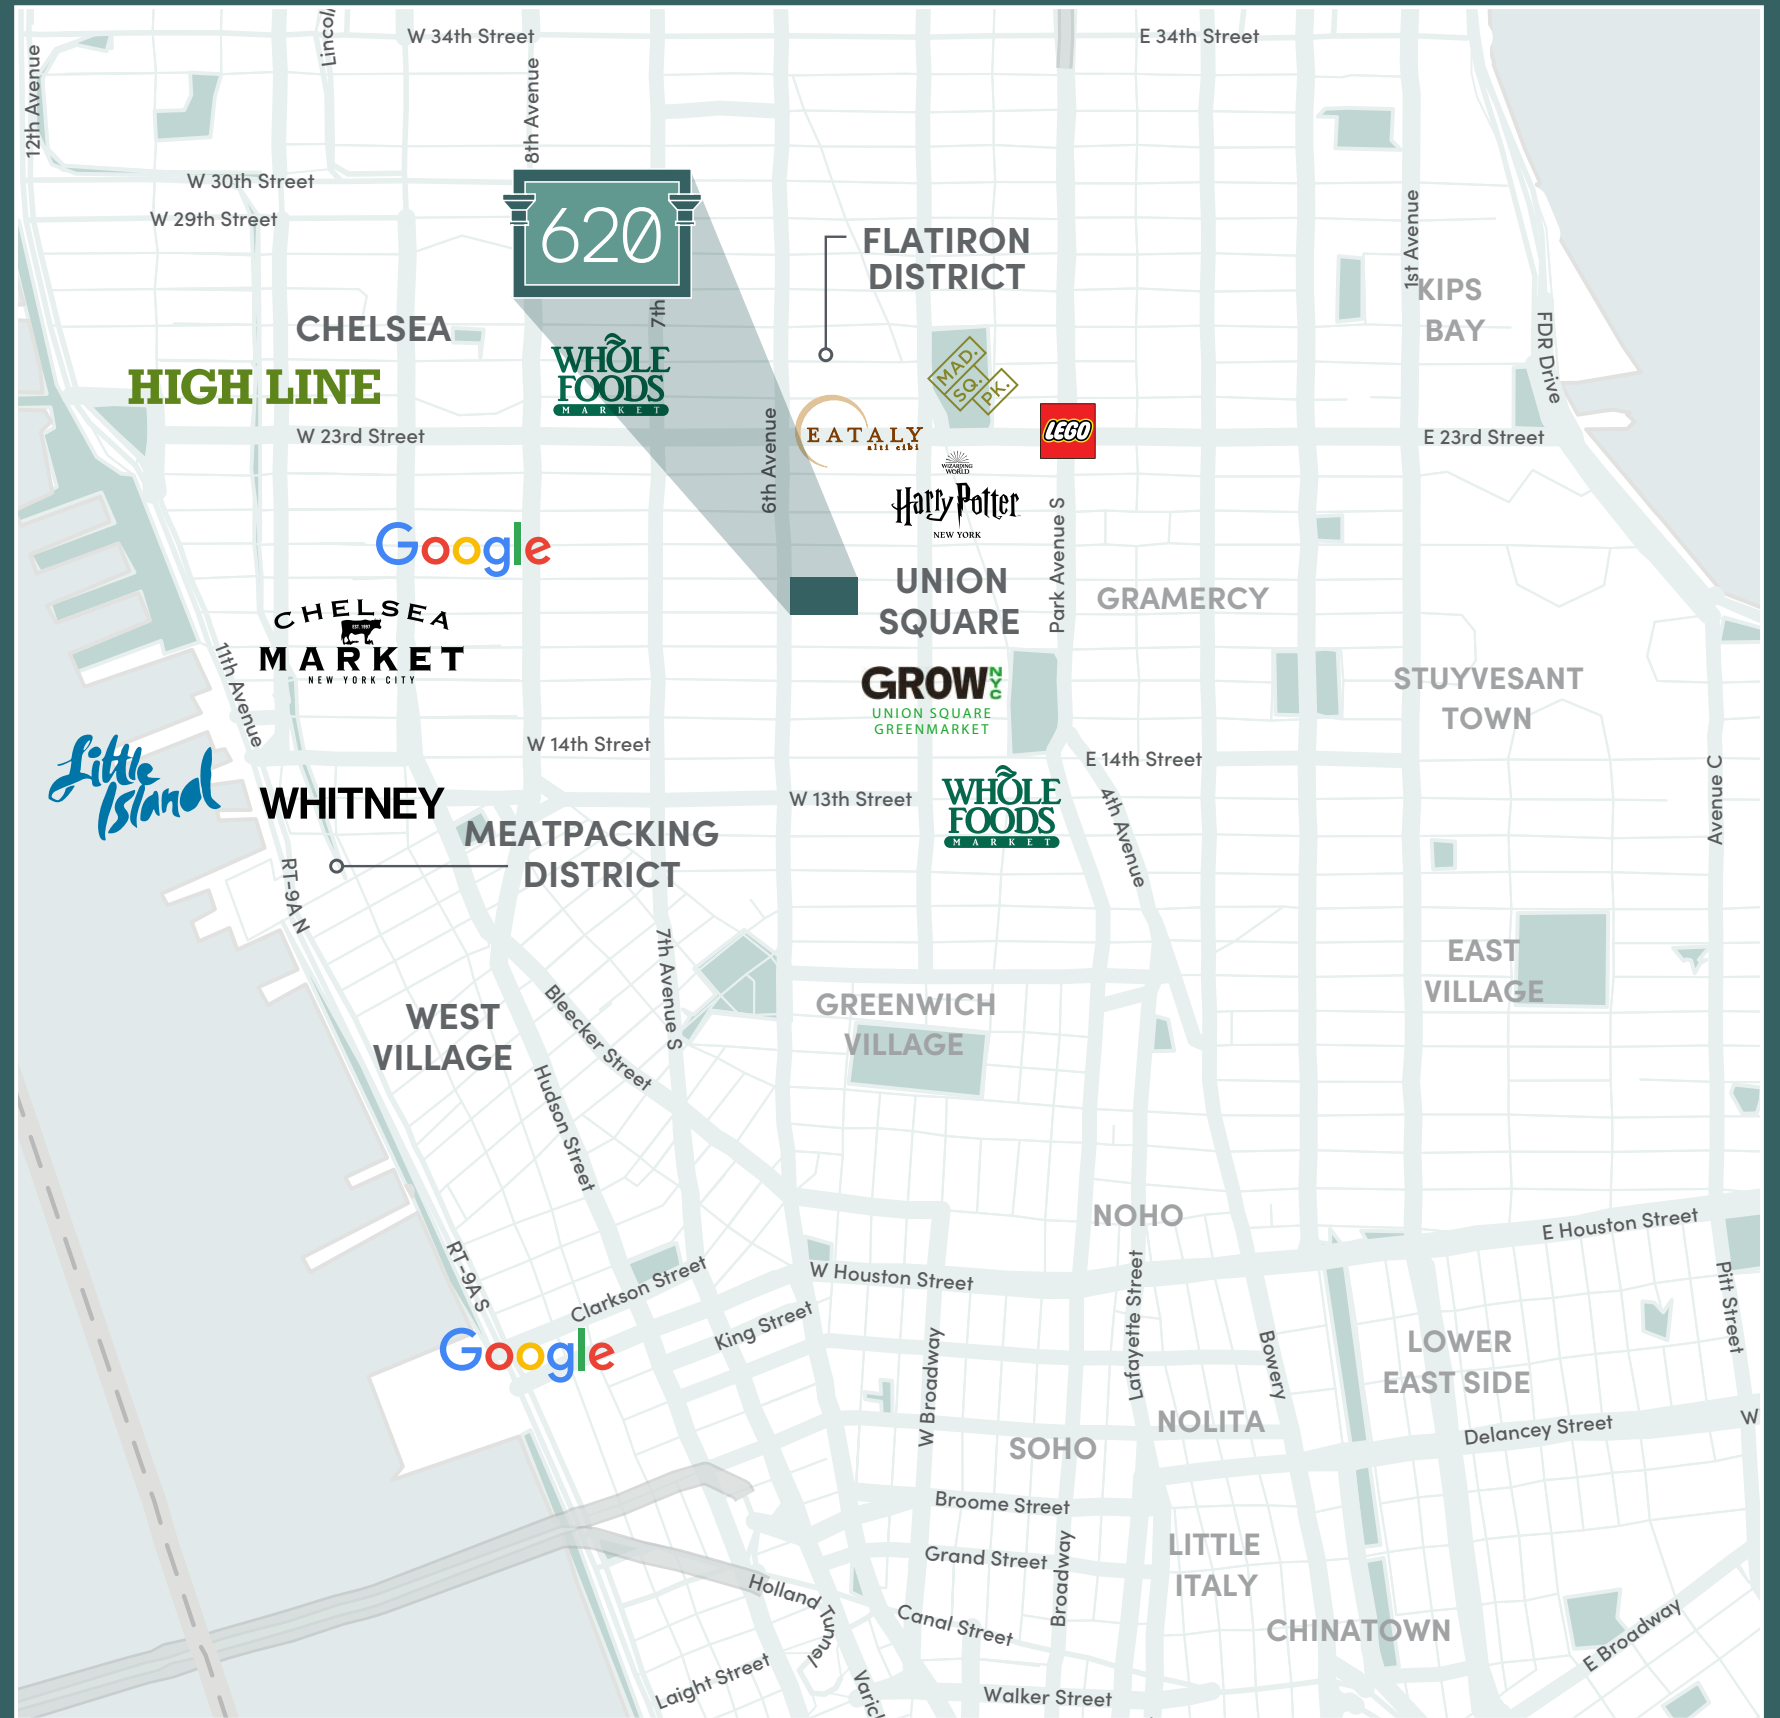 W 34th Street
E 34th Street
12th Avenue
Lincol
8th Avenue
W 30th Street
W 29th Street
620
7th
FLATIRON
DISTRICT
1st Avenue
KIPS
BAY
FDR Drive
CHELSEA
HIGH LINE
WHOLE
FOODS
MARKET
MAD.
SQ.
PK.
W 23rd Street
6th Avenue
EATALY
alti cibi
LEGO
E 23rd Street
WIZARDING
WORLD
Harry Potter
NEW YORK
Google
Park Avenue S
UNION
SQUARE
GRAMERCY
CHELSEA
EST. 1997
MARKET
NEW YORK CITY
11th Avenue
GROWNYC
UNION SQUARE
GREENMARKET
STUYVESANT
TOWN
Little
Island
W 14th Street
E 14th Street
Avenue C
WHITNEY
W 13th Street
WHOLE
FOODS
MARKET
4th Avenue
MEATPACKING
DISTRICT
RT-9A N
7th Avenue S
EAST
VILLAGE
WEST
VILLAGE
Bleecker Street
GREENWICH
VILLAGE
Hudson Street
NOHO
E Houston Street
RT-9A S
Clarkson Street
W Houston Street
Lafayette Street
Pitt Street
King Street
Google
W Broadway
Bowery
LOWER
EAST SIDE
NOLITA
SOHO
Delancey Street
W
Broome Street
Grand Street
Broadway
LITTLE
ITALY
Holland Tunnel
Canal Street
CHINATOWN
E Broadway
Laight Street
Varick
Walker Street